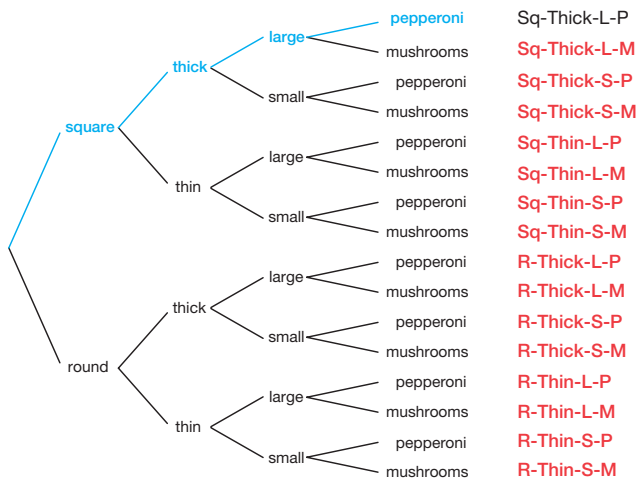 pepperoni Sq-Thick-L-P
large
mushrooms Sq-Thick-L-M
thick
pepperoni Sq-Thick-S-P
small
mushrooms Sq-Thick-S-M
square
pepperoni Sq-Thin-L-P
large
mushrooms Sq-Thin-L-M
thin
pepperoni Sq-Thin-S-P
small
mushrooms Sq-Thin-S-M
pepperoni R-Thick-L-P
large
mushrooms R-Thick-L-M
thick
pepperoni R-Thick-S-P
small
mushrooms R-Thick-S-M
round
pepperoni R-Thin-L-P
large
mushrooms R-Thin-L-M
thin
pepperoni R-Thin-S-P
small
mushrooms R-Thin-S-M